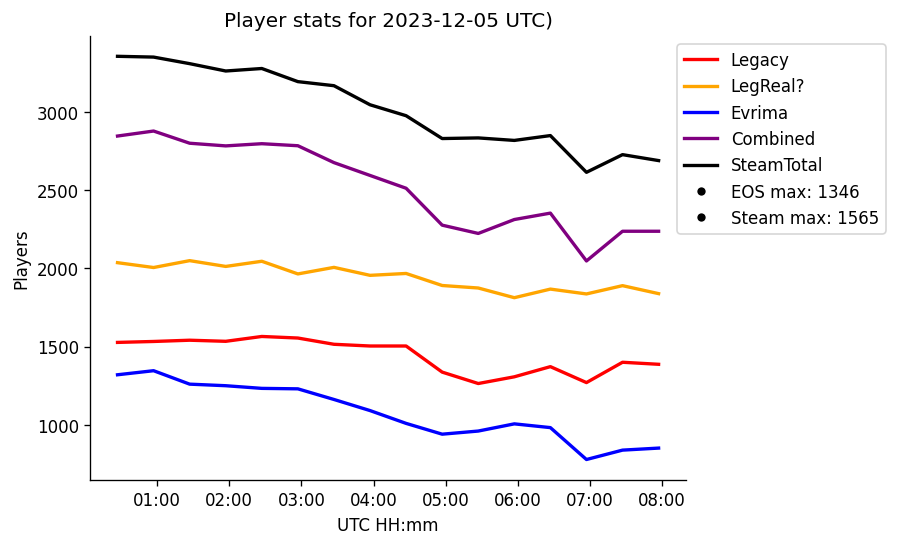 Player stats for 2023-12-05 UTC)
Players
3000
2500
2000
1500
1000
01:00 02:00 03:00 04:00 05:00 06:00 07:00 08:00
UTC HH:mm
Legacy
LegReal?
Evrima
Combined
SteamTotal
EOS max: 1346
Steam max: 1565